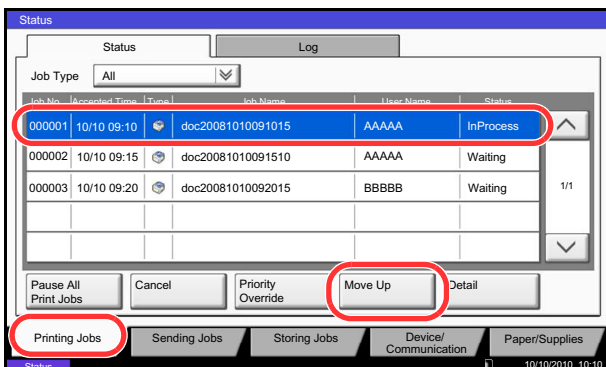 Status
Status Log
Job Type All
Job No. Accepted Time Type Job Name User Name Status
000001 10/10 09:10 doc20081010091015 AAAAA InProcess
000002 10/10 09:15 doc20081010091510 AAAAA Waiting
000003 10/10 09:20 doc20081010092015 BBBBB Waiting
1/1
Pause All
Print Jobs
Cancel
Priority
Override
Move Up
Detail
Printing Jobs
Sending Jobs
Storing Jobs
Device/
Communication
Paper/Supplies
Status 10/10/2010 10:10